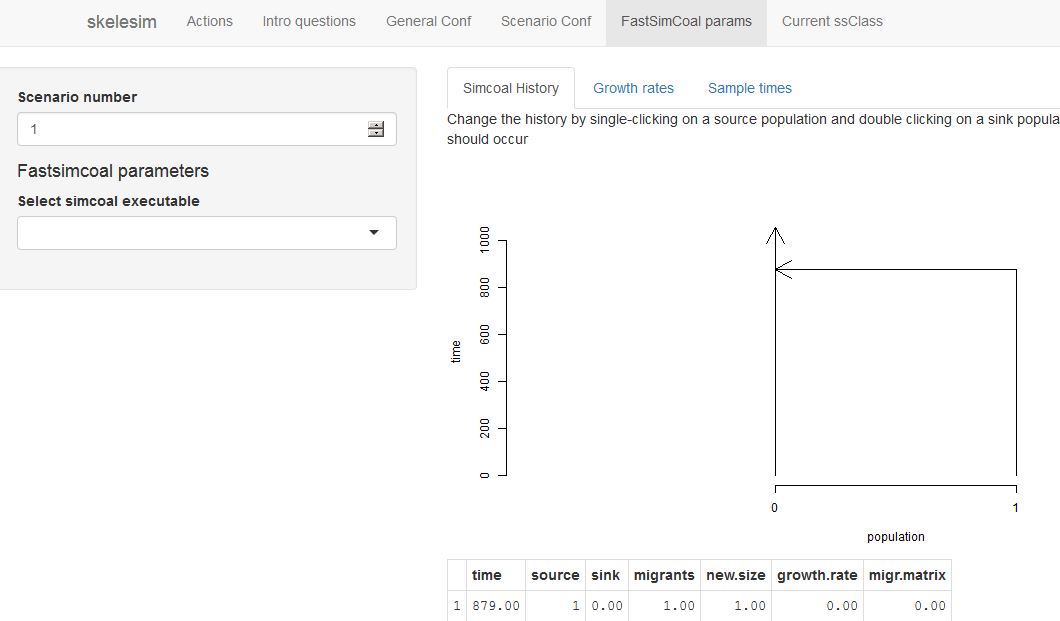 skelesim Actions Intro questions General Conf Scenario Conf FastSimCoal params Current ssClass
Scenario number
1
Fastsimcoal parameters
Select simcoal executable
Simcoal History Growth rates Sample times
Change the history by single-clicking on a source population and double clicking on a sink popula
should occur
1000
800
600
400
200
0
time
0 1
population
time source sink migrants new.size growth.rate migr.matrix
1 879.00 1 0.00 1.00 1.00 0.00 0.00